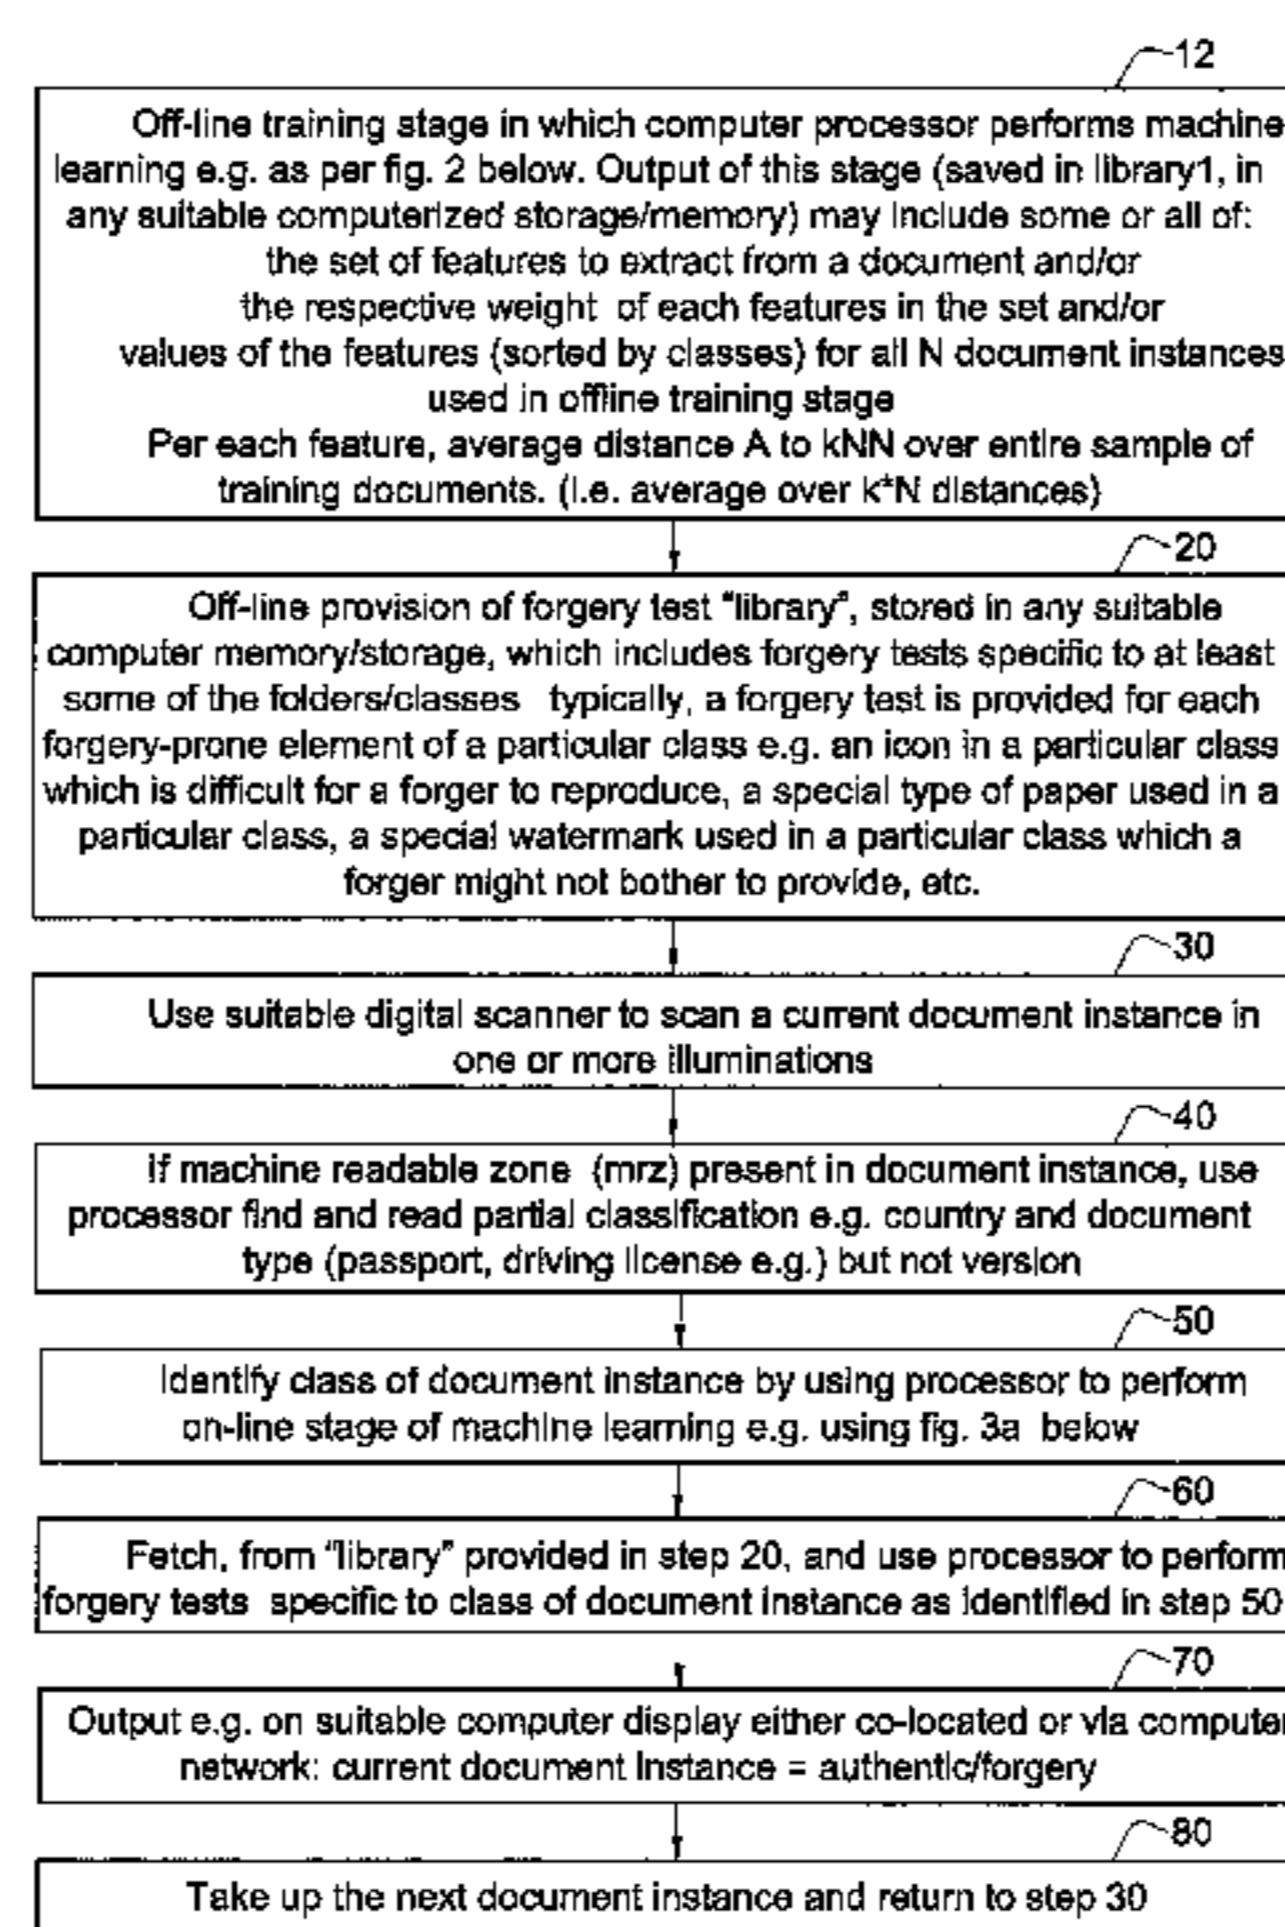 12
Off-line training stage in which computer processor performs machine
learning e.g. as per fig. 2 below. Output of this stage (saved in library1, in
any suitable computerized storage/memory) may include some or all of:
the set of features to extract from a document and/or
the respective weight of each features in the set and/or
values of the features (sorted by classes) for all N document instances
used in offline training stage
Per each feature, average distance A to kNN over entire sample of
training documents. (i.e. average over k*N distances)
20
Off-line provision of forgery test "library", stored in any suitable
computer memory/storage, which includes forgery tests specific to at least
some of the folders/classes typically, a forgery test is provided for each
forgery-prone element of a particular class e.g. an icon in a particular class
which is difficult for a forger to reproduce, a special type of paper used in a
particular class, a special watermark used in a particular class which a
forger might not bother to provide, etc.
30
Use suitable digital scanner to scan a current document instance in
one or more illuminations
40
If machine readable zone (mrz) present in document instance, use
processor find and read partial classification e.g. country and document
type (passport, driving license e.g.) but not version
50
Identify class of document instance by using processor to perform
on-line stage of machine learning e.g. using fig. 3a below
60
Fetch, from "library" provided in step 20, and use processor to perform
forgery tests specific to class of document instance as identified in step 50
70
Output e.g. on suitable computer display either co-located or via computer
network: current document instance = authentic/forgery
80
Take up the next document instance and return to step 30